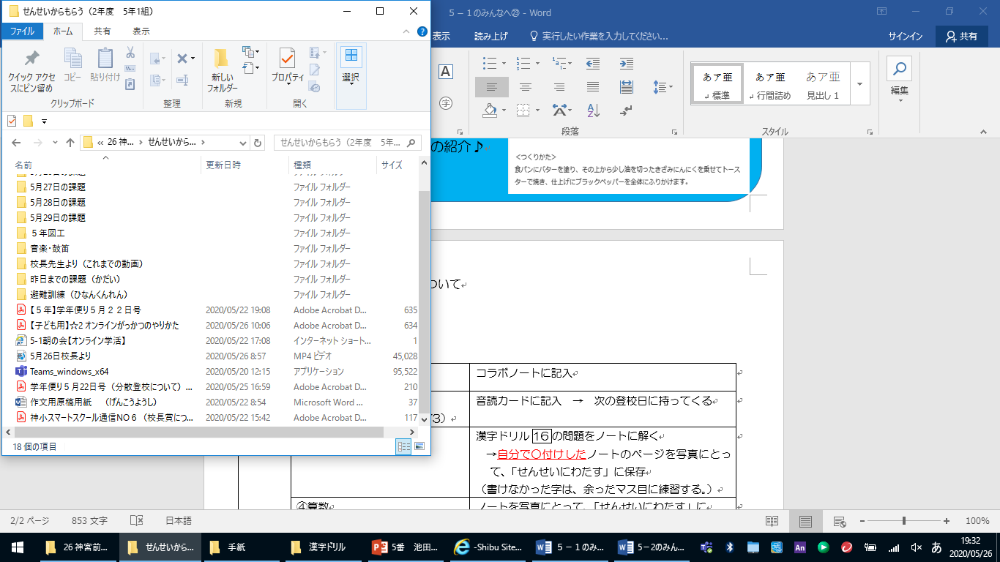 せんせいからもらう（2年度　5年1組）
ファイル
ホーム
共有
表示
クイック アクセスにピン留め
コピー
貼り付け
クリップボード
整理
新しいフォルダー
新規
プロパティ
開く
選択
« 26 神... > せんせいから... >
せんせいからもらう（2年度　5年...
名前
更新日時
種類
サイズ
5月27日の課題 ファイル フォルダー
5月28日の課題 ファイル フォルダー
5月29日の課題 ファイル フォルダー
５年図工 ファイル フォルダー
音楽・鼓笛 ファイル フォルダー
校長先生より（これまでの動画） ファイル フォルダー
昨日までの課題（かだい） ファイル フォルダー
避難訓練（ひなんくんれん） ファイル フォルダー
【５年】学年便り５月２２日号 2020/05/22 19:08 Adobe Acrobat D... 635
【子ども用】☆2 オンラインがっかつのやりかた 2020/05/26 10:06 Adobe Acrobat D... 634
5-1朝の会【オンライン学活】 2020/05/22 17:08 インターネット ショート... 1
5月26日校長より 2020/05/26 8:57 MP4 ビデオ 45,028
Teams_windows_x64 2020/05/20 12:15 アプリケーション 95,522
学年便り５月22日号（分散登校について）... 2020/05/25 16:59 Adobe Acrobat D... 210
作文用原稿用紙　（げんこうようし） 2020/05/22 8:54 Microsoft Word ... 37
神小スマートスクール通信NO６（校長賞につ... 2020/05/22 15:42 Adobe Acrobat D... 117
18 個の項目
５－１のみんなへ㉓ - Word
表示
読み上げ
実行したい作業を入力してください...
サインイン
共有
段落
あア亜
標準
あア亜
行間詰め
あア亜
見出し 1
スタイル
編集
の紹介♪
＜つくりかた＞
食パンにバターを塗り、その上から少し油を切ったきざみにんにくを乗せてトース
ターで焼き、仕上げにブラックペッパーを全体にふりかけます。
ついて
コラボノートに記入
音読カードに記入　→　次の登校日に持ってくる
3）
漢字ドリル 16 の問題をノートに解く
→自分で〇付けしたノートのページを写真にとっ
て、「せんせいにわたす」に保存
（書けなかった字は、余ったマス目に練習する。）
④算数
ノートを写真にとって、「せんせいにわたす」に
2/2 ページ
853 文字
日本語
100%
26 神宮前...
せんせいから...
手紙
漢字ドリル
5番　池田...
-Shibu Site...
５－１のみ...
５－2のみん...
あ
19:32
2020/05/26